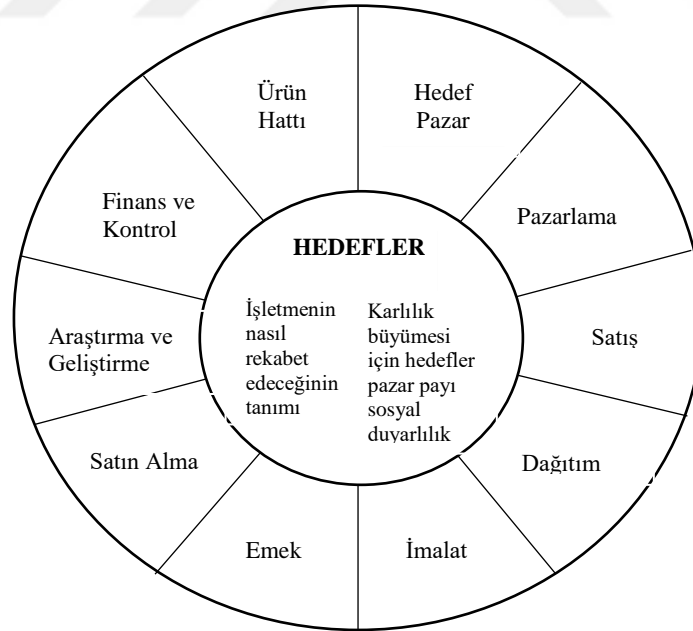 Ürün
Hattı
Hedef
Pazar
Pazarlama
Satış
Dağıtım
İmalat
Emek
Satın Alma
Araştırma ve
Geliştirme
Finans ve
Kontrol
HEDEFLER
İşletmenin
nasıl
rekabet
edeceğinin
tanımı
Karlılık
büyümesi
için hedefler
pazar payı
sosyal
duyarlılık